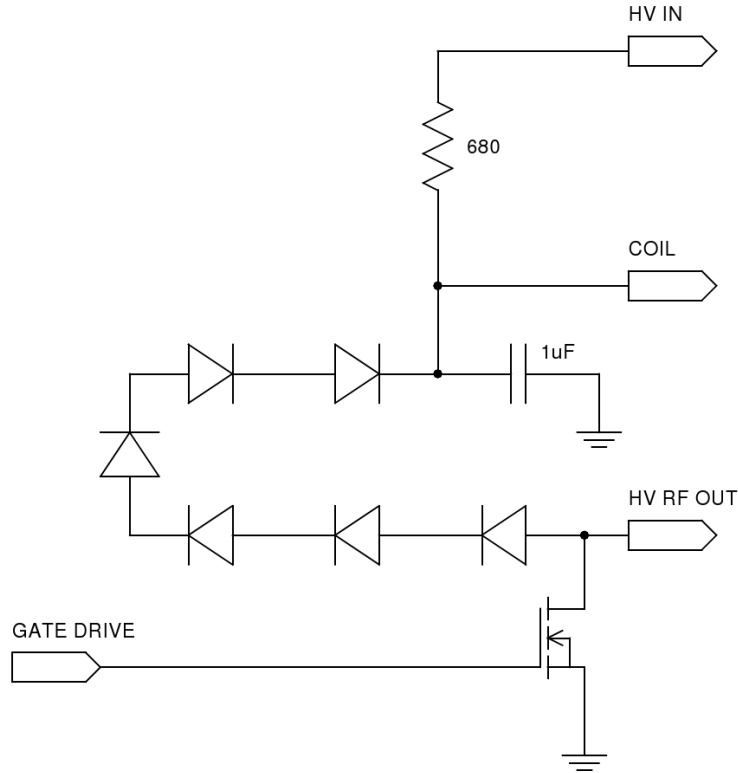 HV IN
680
COIL
1uF
HV RF OUT
GATE DRIVE